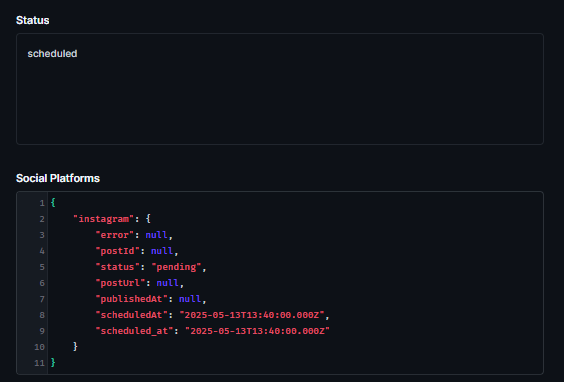 Status
scheduled
Social Platforms
1 {
2 "instagram": {
3 "error": null,
4 "postId": null,
5 "status": "pending",
6 "postUrl": null,
7 "publishedAt": null,
8 "scheduledAt": "2025-05-13T13:40:00.000Z",
9 "scheduled_at": "2025-05-13T13:40:00.000Z"
10 }
11 }